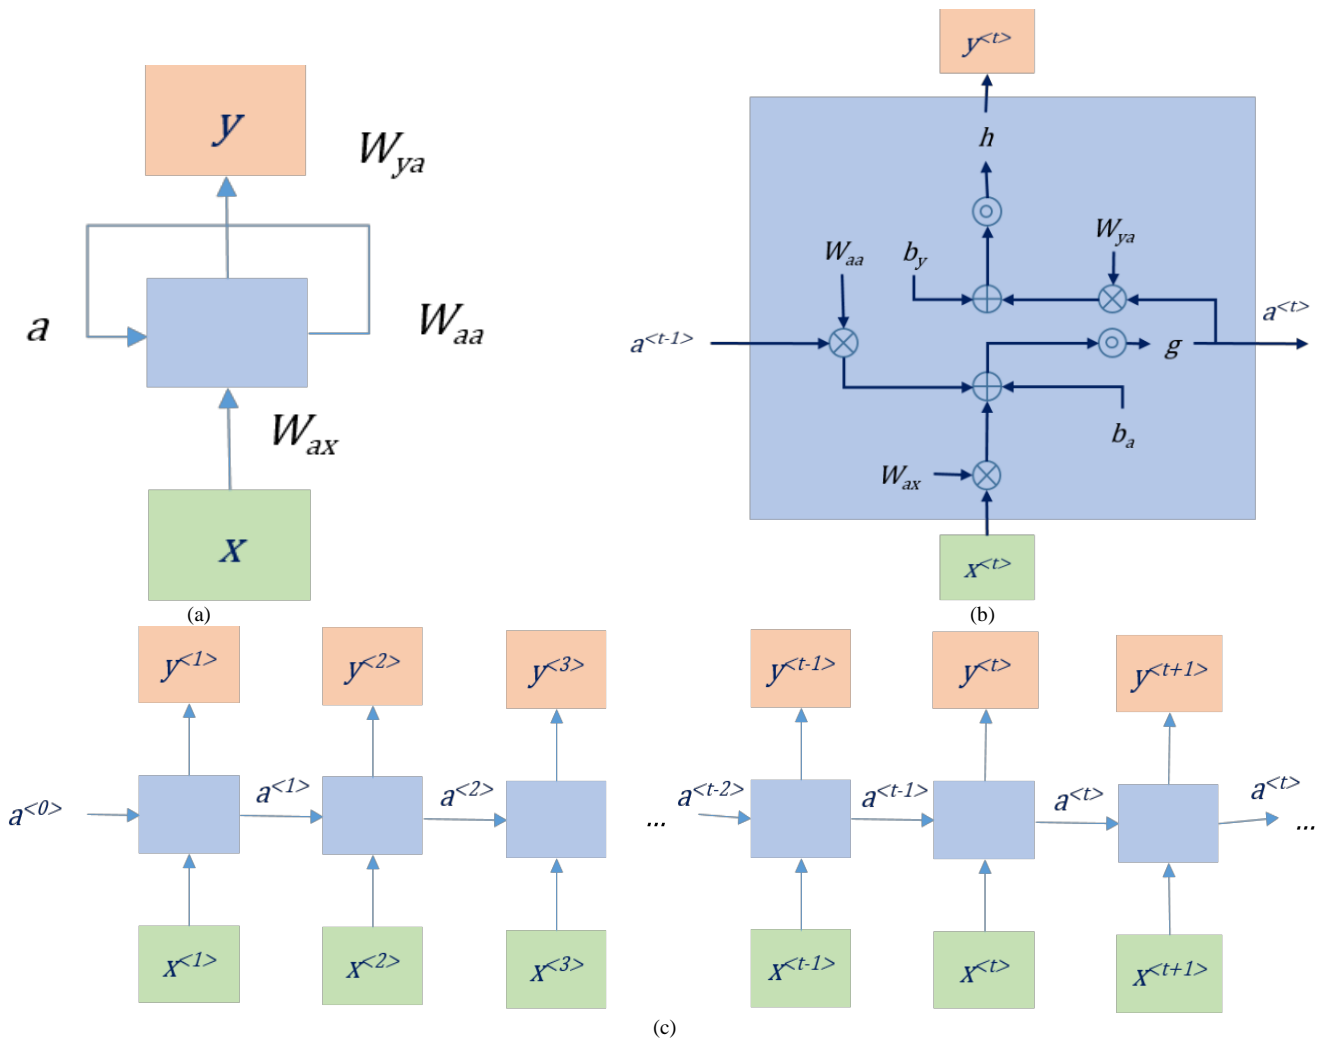 y
W_ya
a
W_aa
W_ax
x
(a)
y<t>
h
W_ya
W_aa
b_y
a<t>
a<t-1>
g
b_a
W_ax
x<t>
(b)
y<1> y<2> y<3> y<t-1> y<t> y<t+1>
a<0> a<1> a<2> ... a<t-2> a<t-1> a<t> a<t> ...
x<1> x<2> x<3> x<t-1> x<t> x<t+1>
(c)